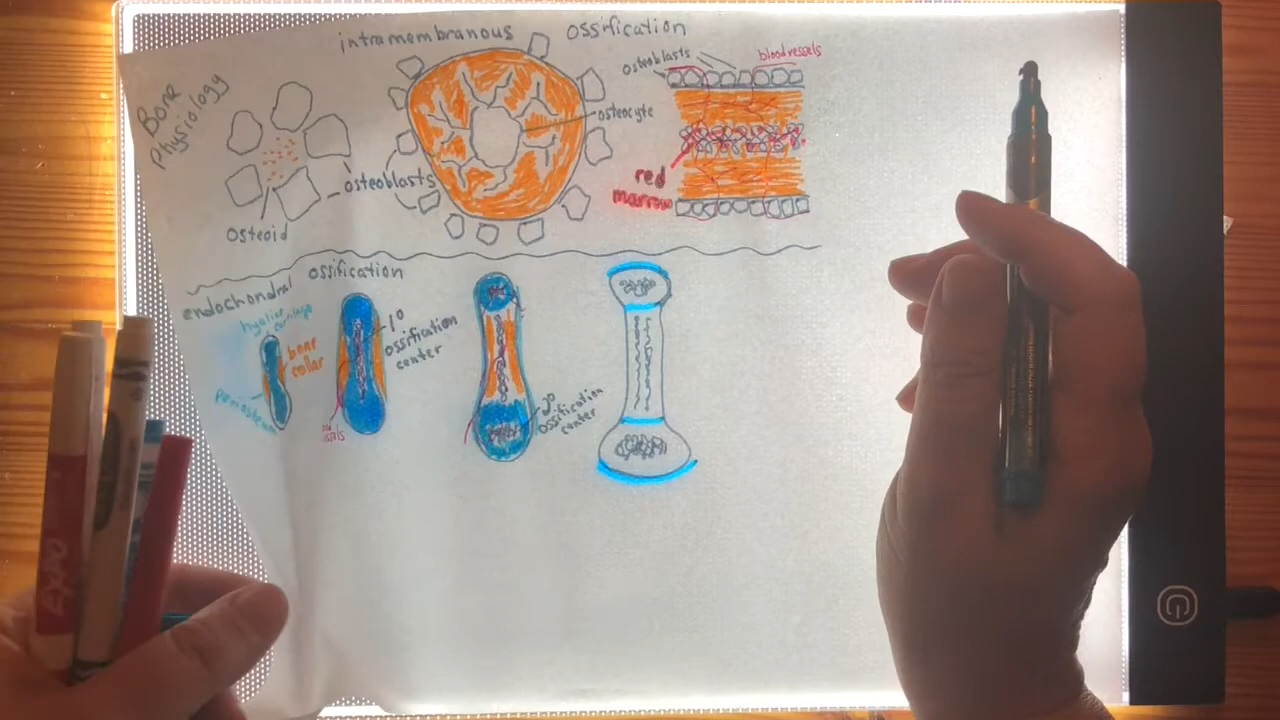 Bone
Physiology
intramembranous ossification
osteoblasts
blood vessels
osteocyte
red
marrow
osteoblasts
osteoid
endochondral ossification
hyaline cartilage
bone
collar
periosteum
1° ossification
center
2° ossification
center
EXPO